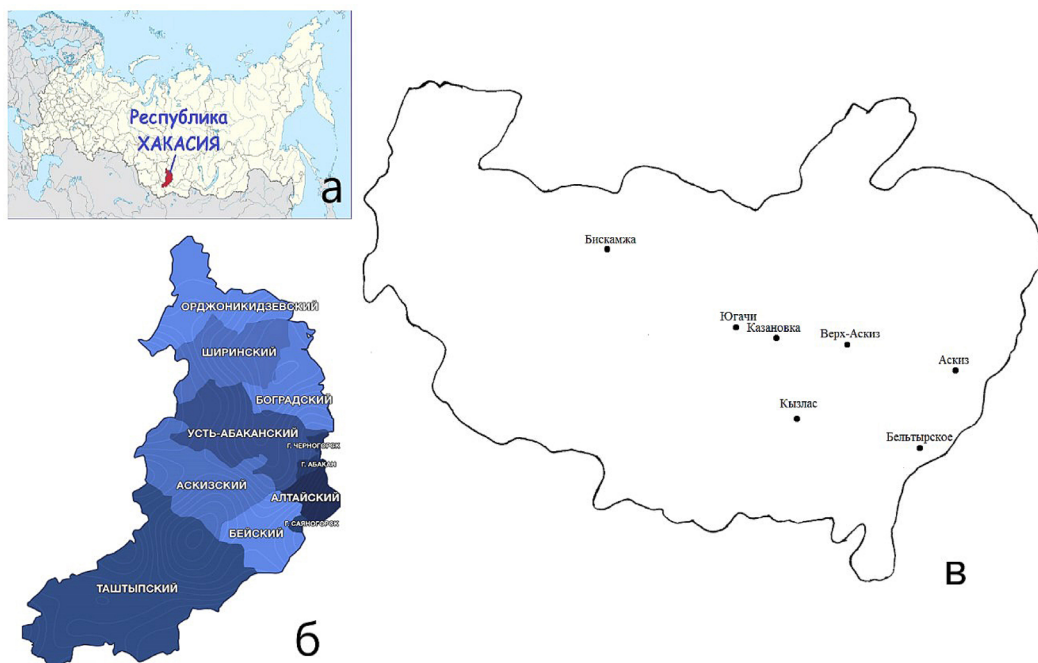 Республика
ХАКАСИЯ
а
ОРДЖОНИКИДЗЕВСКИЙ
ШИРИНСКИЙ
БОГРАДСКИЙ
УСТЬ-АБАКАНСКИЙ
Г. ЧЕРНОГОРСК
Г. АБАКАН
АСКИЗСКИЙ
АЛТАЙСКИЙ
Г. САЯНОГОРСК
БЕЙСКИЙ
ТАШТЫПСКИЙ
б
Бискамжа
Югачи
Казановка
Верх-Аскиз
Аскиз
Кызлас
Бельтырское
в